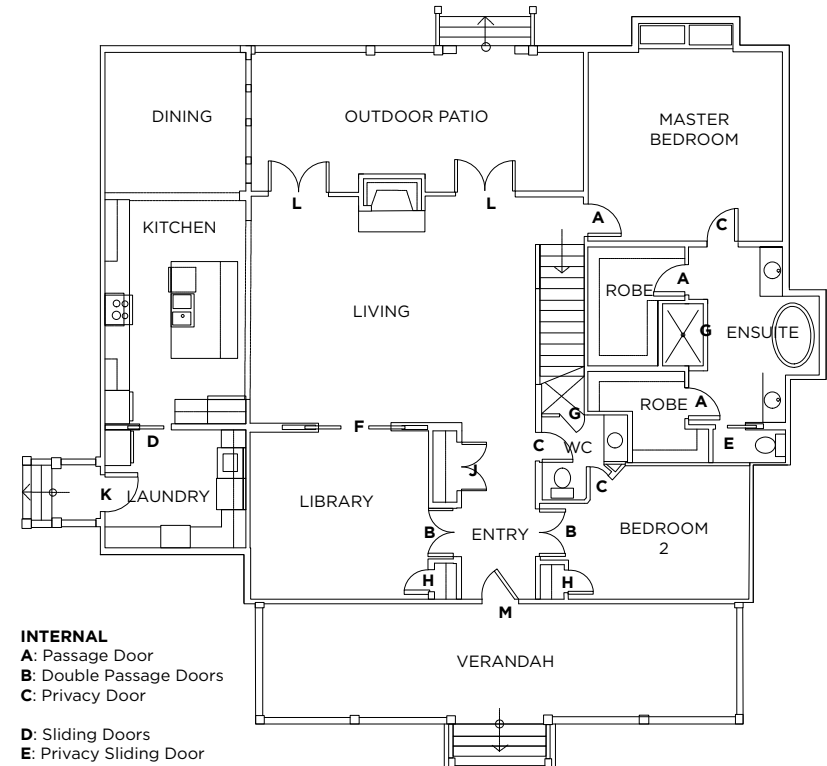 DINING
OUTDOOR PATIO
MASTER
BEDROOM
L
L
A
C
KITCHEN
ROBE
A
LIVING
G
ENSUITE
ROBE
A
G
D
F
C
WC
E
J
K
LAUNDRY
LIBRARY
C
B
ENTRY
B
BEDROOM
2
H
H
M
INTERNAL
A: Passage Door
B: Double Passage Doors
C: Privacy Door
D: Sliding Doors
E: Privacy Sliding Door
VERANDAH